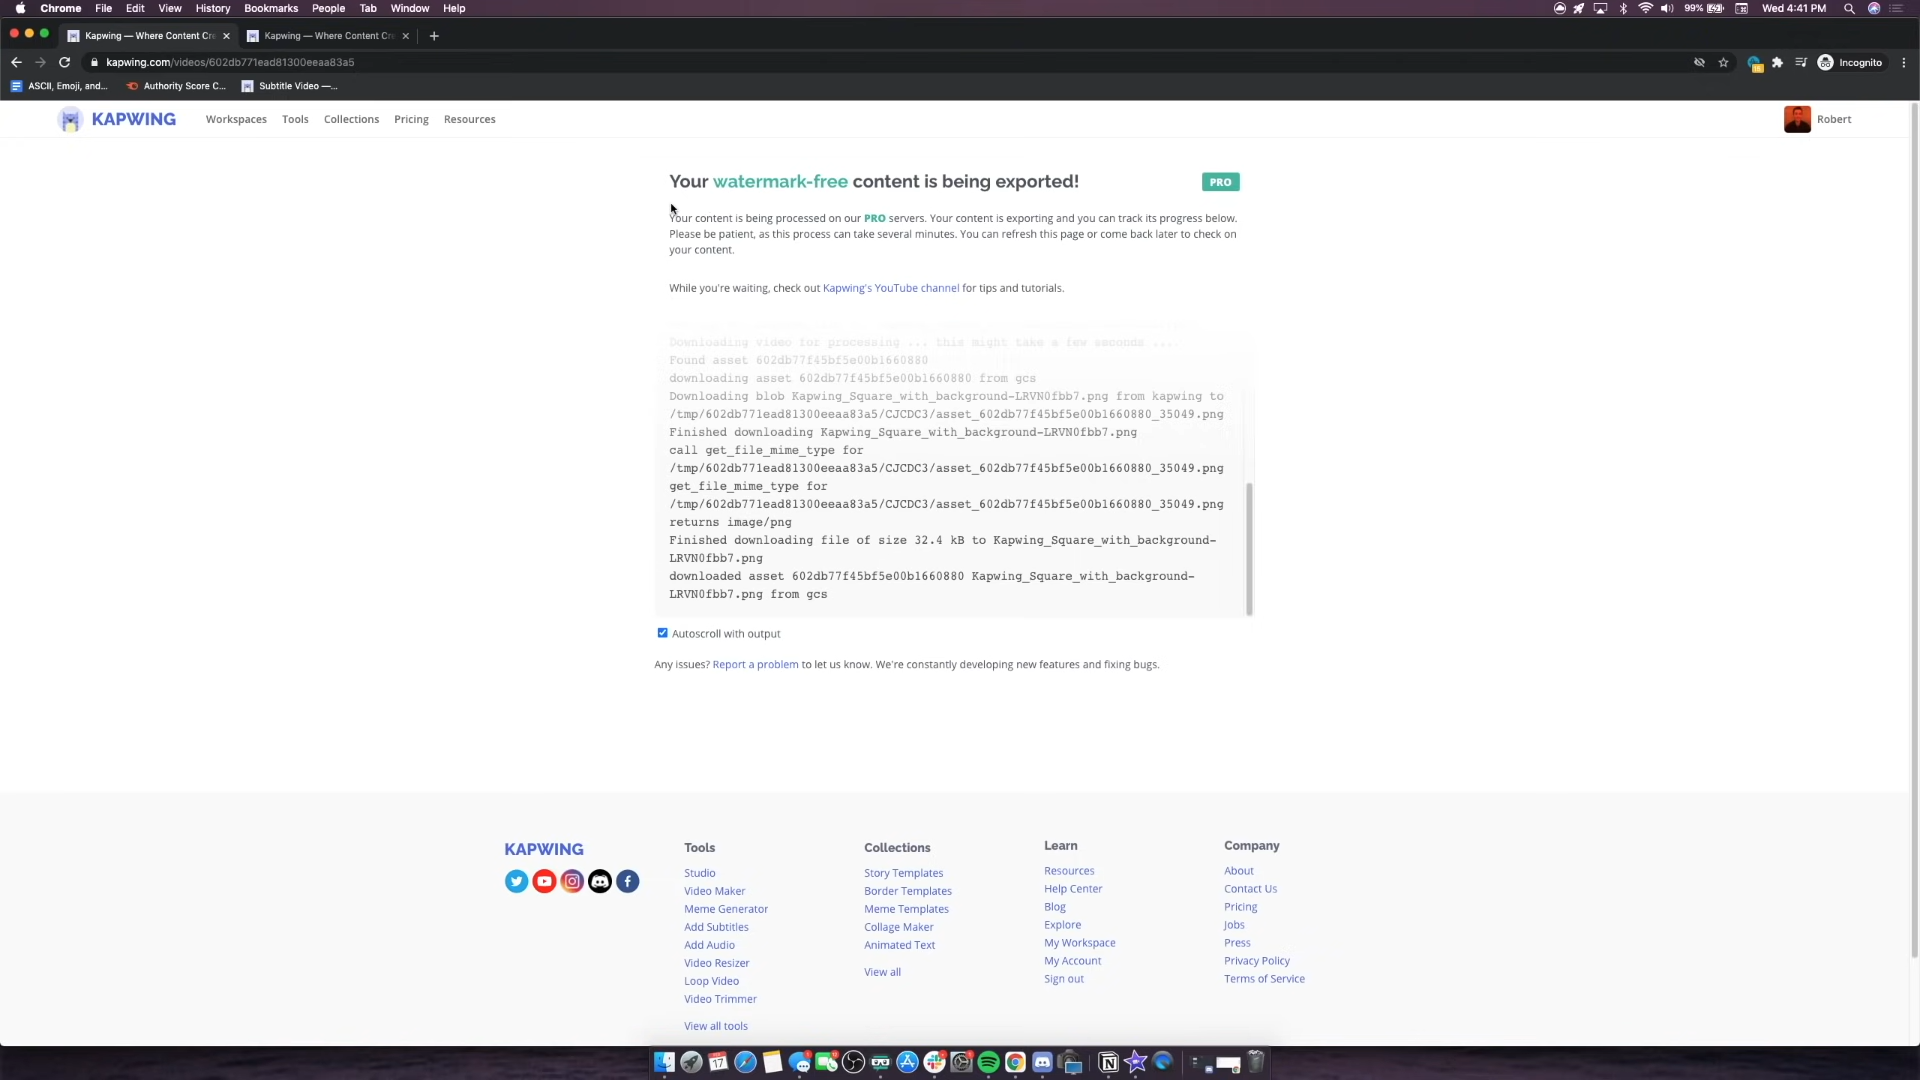 Chrome File Edit View History Bookmarks People Tab Window Help
99% Wed 4:41 PM
Kapwing — Where Content Cr Kapwing — Where Content Cr
kapwing.com/videos/602db771ead81300eeaa83a5 Incognito
ASCII, Emoji, and... Authority Score C... Subtitle Video —...
KAPWING Workspaces Tools Collections Pricing Resources Robert
Your watermark-free content is being exported! PRO
Your content is being processed on our PRO servers. Your content is exporting and you can track its progress below.
Please be patient, as this process can take several minutes. You can refresh this page or come back later to check on
your content.
While you're waiting, check out Kapwing's YouTube channel for tips and tutorials.
Downloading video for processing ... this might take a few seconds ....
Found asset 602db77f45bf5e00b1660880
downloading asset 602db77f45bf5e00b1660880 from gcs
Downloading blob Kapwing_Square_with_background-LRVN0fbb7.png from kapwing to
/tmp/602db771ead81300eeaa83a5/CJCDC3/asset_602db77f45bf5e00b1660880_35049.png
Finished downloading Kapwing_Square_with_background-LRVN0fbb7.png
call get_file_mime_type for
/tmp/602db771ead81300eeaa83a5/CJCDC3/asset_602db77f45bf5e00b1660880_35049.png
get_file_mime_type for
/tmp/602db771ead81300eeaa83a5/CJCDC3/asset_602db77f45bf5e00b1660880_35049.png
returns image/png
Finished downloading file of size 32.4 kB to Kapwing_Square_with_background-
LRVN0fbb7.png
downloaded asset 602db77f45bf5e00b1660880 Kapwing_Square_with_background-
LRVN0fbb7.png from gcs
Autoscroll with output
Any issues? Report a problem to let us know. We're constantly developing new features and fixing bugs.
KAPWING
Tools
Studio
Video Maker
Meme Generator
Add Subtitles
Add Audio
Video Resizer
Loop Video
Video Trimmer
View all tools
Collections
Story Templates
Border Templates
Meme Templates
Collage Maker
Animated Text
View all
Learn
Resources
Help Center
Blog
Explore
My Workspace
My Account
Sign out
Company
About
Contact Us
Pricing
Jobs
Press
Privacy Policy
Terms of Service
17